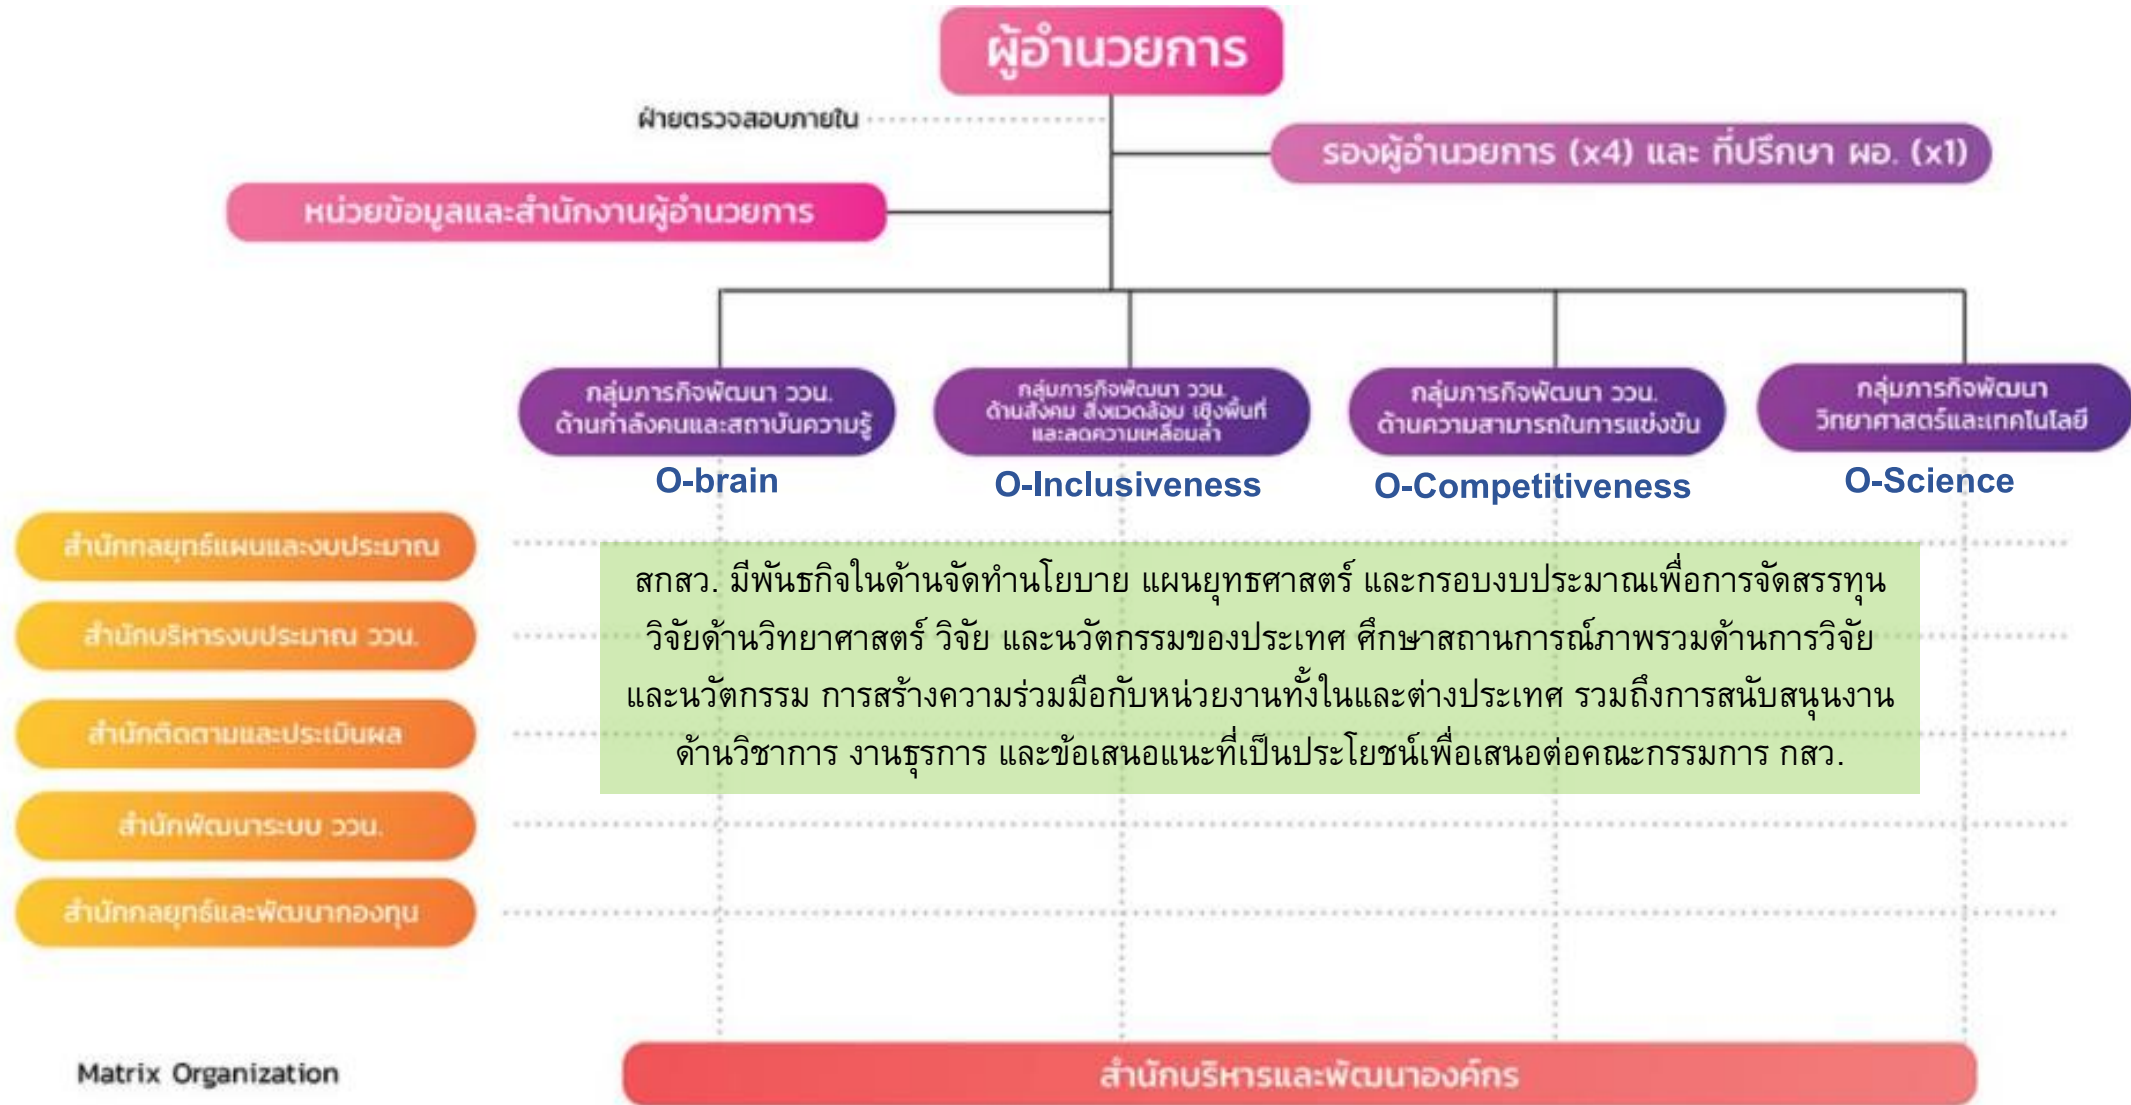 ผู้อำนวยการ
ฝ่ายตรวจสอบภายใน
รองผู้อำนวยการ (x4) และ ที่ปรึกษา ผอ. (x1)
หน่วยข้อมูลและสำนักงานผู้อำนวยการ
กลุ่มภารกิจพัฒนา ววน.
ด้านกำลังคนและสถาบันความรู้
กลุ่มภารกิจพัฒนา ววน.
ด้านสังคม สิ่งแวดล้อม เชิงพื้นที่
และลดความเหลื่อมล้ำ
กลุ่มภารกิจพัฒนา ววน.
ด้านความสามารถในการแข่งขัน
กลุ่มภารกิจพัฒนา
วิทยาศาสตร์และเทคโนโลยี
O-brain
O-Inclusiveness
O-Competitiveness
O-Science
สำนักกลยุทธ์แผนและงบประมาณ
สำนักบริหารงบประมาณ ววน.
สำนักติดตามและประเมินผล
สำนักพัฒนาระบบ ววน.
สำนักกลยุทธ์และพัฒนากองทุน
สกสว. มีพันธกิจในด้านจัดทำนโยบาย แผนยุทธศาสตร์ และกรอบงบประมาณเพื่อการจัดสรรทุน
วิจัยด้านวิทยาศาสตร์ วิจัย และนวัตกรรมของประเทศ ศึกษาสถานการณ์ภาพรวมด้านการวิจัย
และนวัตกรรม การสร้างความร่วมมือกับหน่วยงานทั้งในและต่างประเทศ รวมถึงการสนับสนุนงาน
ด้านวิชาการ งานธุรการ และข้อเสนอแนะที่เป็นประโยชน์เพื่อเสนอต่อคณะกรรมการ กสว.
Matrix Organization
สำนักบริหารและพัฒนาองค์กร